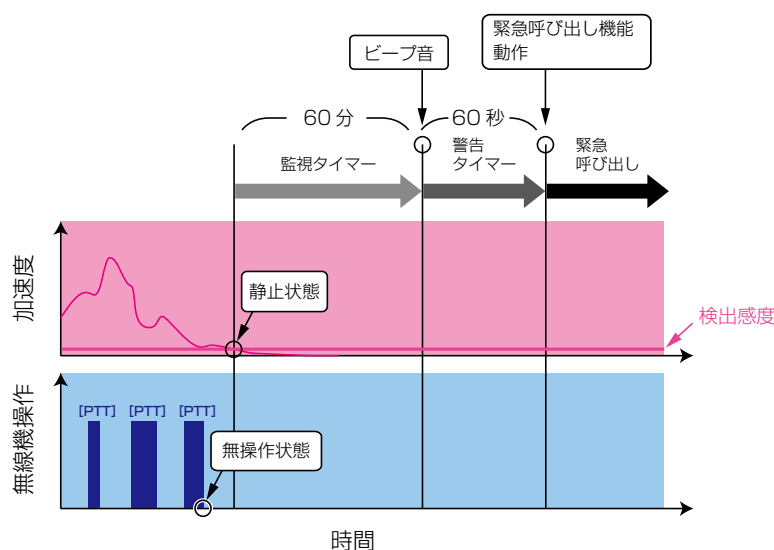 緊急呼び出し機能
動作
ビープ音
60 分
60 秒
監視タイマー
警告
タイマー
緊急
呼び出し
加速度
静止状態
検出感度
無線機操作
[PTT] [PTT] [PTT]
無操作状態
時間